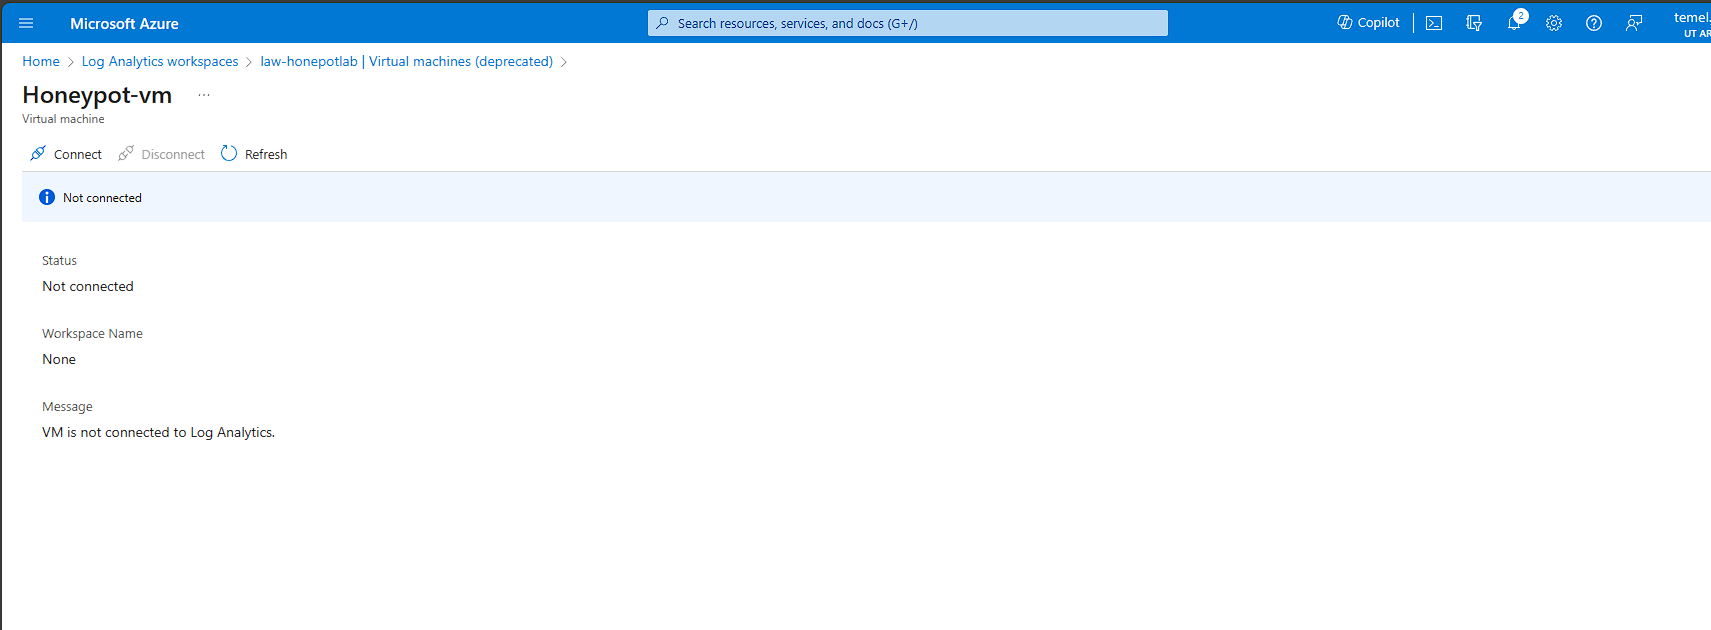 Microsoft Azure
Search resources, services, and docs (G+/)
Copilot
2
temel.
UT AR
Home > Log Analytics workspaces > law-honepotlab | Virtual machines (deprecated) >
Honeypot-vm ...
Virtual machine
Connect Disconnect Refresh
Not connected
Status
Not connected
Workspace Name
None
Message
VM is not connected to Log Analytics.